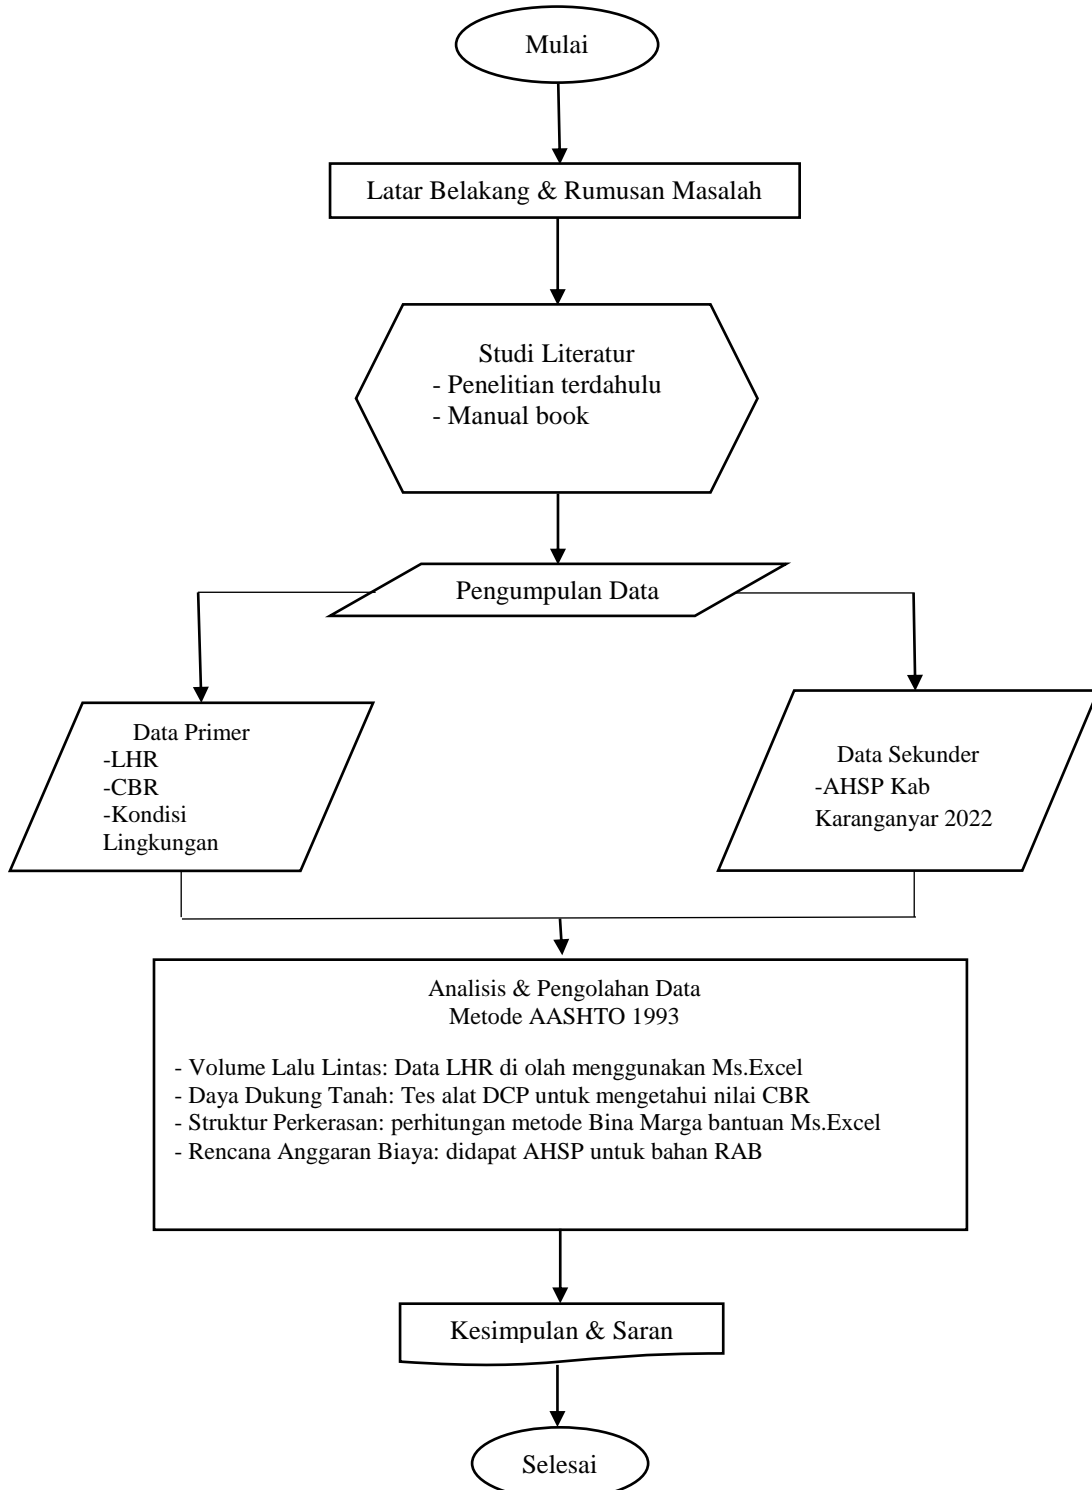 Mulai
Latar Belakang & Rumusan Masalah
Studi Literatur
- Penelitian terdahulu
- Manual book
Pengumpulan Data
Data Primer
-LHR
-CBR
-Kondisi
Lingkungan
Data Sekunder
-AHSP Kab
Karanganyar 2022
Analisis & Pengolahan Data
Metode AASHTO 1993
- Volume Lalu Lintas: Data LHR di olah menggunakan Ms.Excel
- Daya Dukung Tanah: Tes alat DCP untuk mengetahui nilai CBR
- Struktur Perkerasan: perhitungan metode Bina Marga bantuan Ms.Excel
- Rencana Anggaran Biaya: didapat AHSP untuk bahan RAB
Kesimpulan & Saran
Selesai